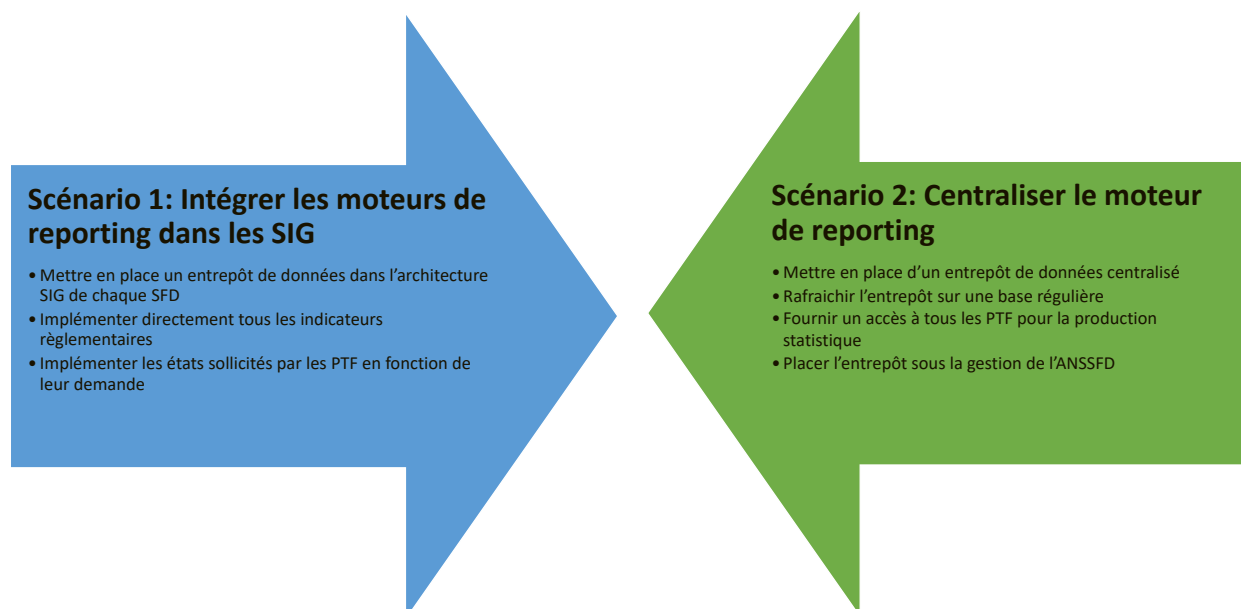 Scénario 1: Intégrer les moteurs de
reporting dans les SIG
• Mettre en place un entrepôt de données dans l'architecture
SIG de chaque SFD
• Implémenter directement tous les indicateurs
règlementaires
• Implémenter les états sollicités par les PTF en fonction de
leur demande
Scénario 2: Centraliser le moteur
de reporting
• Mettre en place d'un entrepôt de données centralisé
• Rafraichir l'entrepôt sur une base régulière
• Fournir un accès à tous les PTF pour la production
statistique
• Placer l'entrepôt sous la gestion de l'ANSSFD